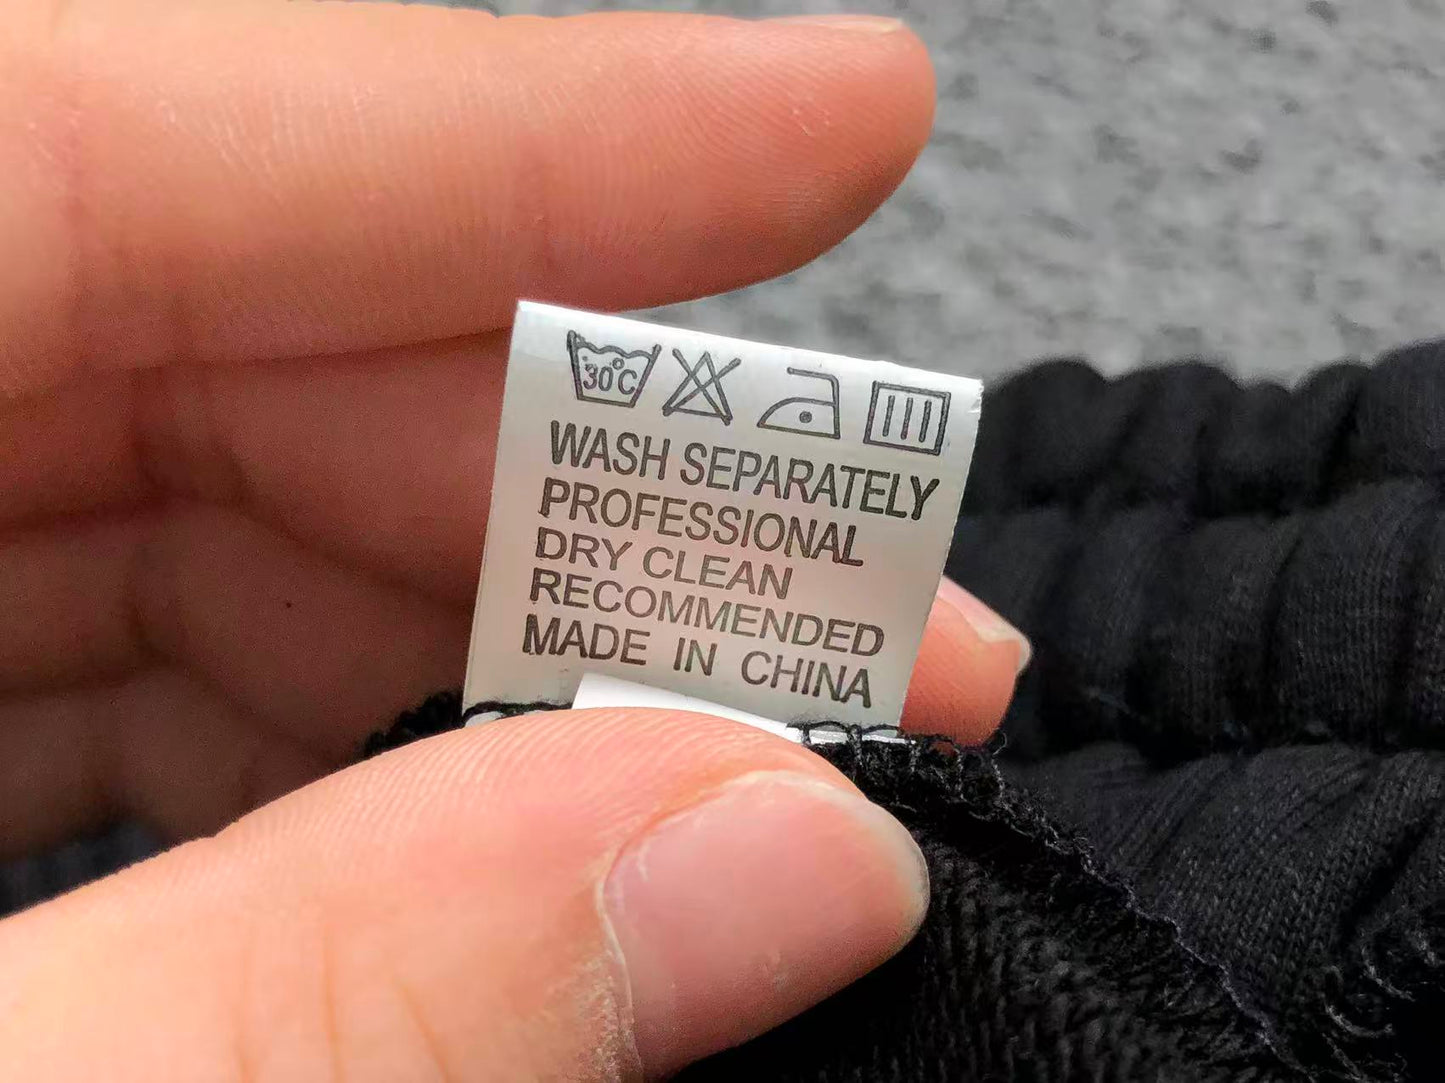 30°C
WASH SEPARATELY
PROFESSIONAL
DRY CLEAN
RECOMMENDED
MADE IN CHINA